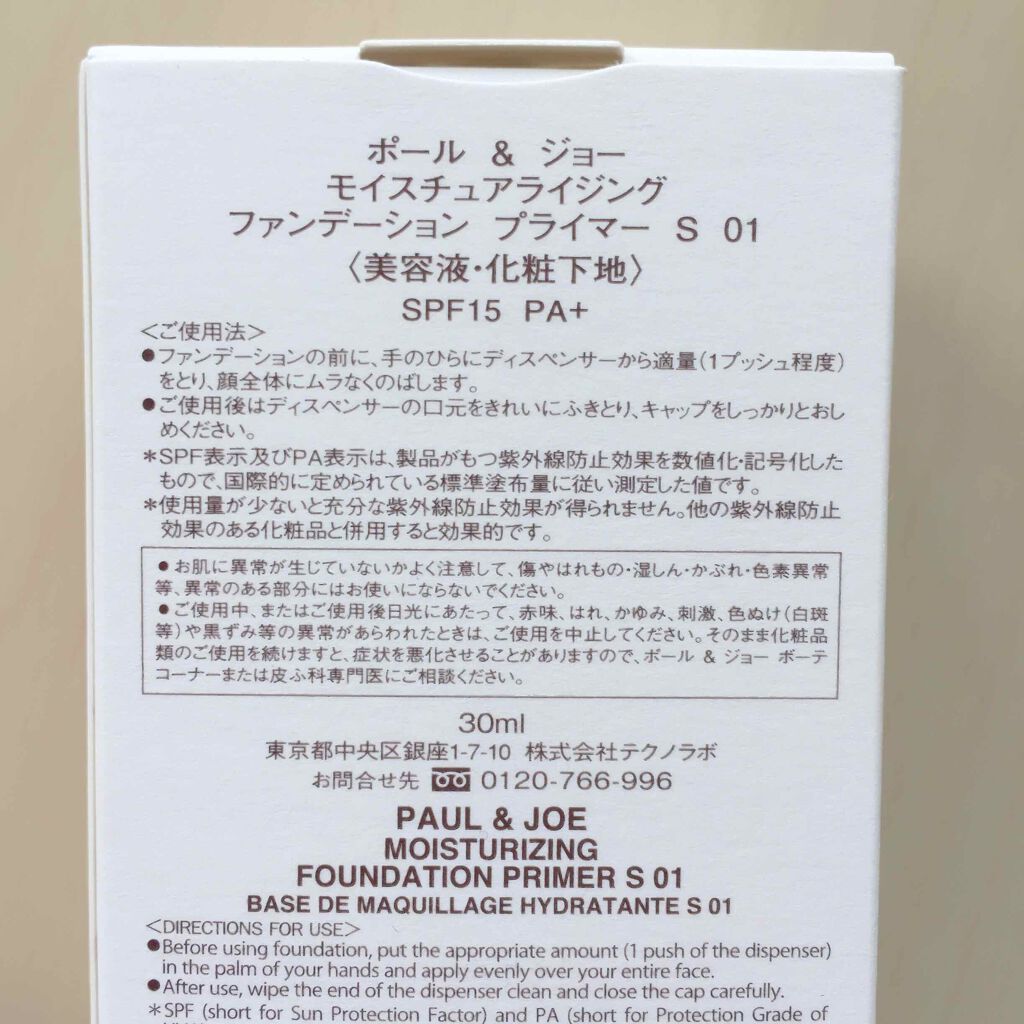 ポール & ジョー
モイスチュアライジング
ファンデーション プライマー S 01
〈美容液・化粧下地〉
SPF15 PA+
＜ご使用法＞
●ファンデーションの前に、手のひらにディスペンサーから適量(1プッシュ程度)
をとり、顔全体にムラなくのばします。
●ご使用後はディスペンサーの口元をきれいにふきとり、キャップをしっかりとおし
めください。
＊SPF表示及びPA表示は、製品がもつ紫外線防止効果を数値化・記号化した
もので、国際的に定められている標準塗布量に従い測定した値です。
＊使用量が少ないと充分な紫外線防止効果が得られません。他の紫外線防止
効果のある化粧品と併用すると効果的です。
●お肌に異常が生じていないかよく注意して、傷やはれもの・湿しん・かぶれ・色素異常
等、異常のある部分にはお使いにならないでください。
●ご使用中、またはご使用後日光にあたって、赤味、はれ、かゆみ、刺激、色ぬけ(白斑
等)や黒ずみ等の異常があらわれたときは、ご使用を中止してください。そのまま化粧品
類のご使用を続けますと、症状を悪化させることがありますので、ポール & ジョー ボーテ
コーナーまたは皮ふ科専門医にご相談ください。
30ml
東京都中央区銀座1-7-10 株式会社テクノラボ
お問合せ先 0120-766-996
PAUL & JOE
MOISTURIZING
FOUNDATION PRIMER S 01
BASE DE MAQUILLAGE HYDRATANTE S 01
＜DIRECTIONS FOR USE＞
●Before using foundation, put the appropriate amount (1 push of the dispenser)
in the palm of your hands and apply evenly over your entire face.
●After use, wipe the end of the dispenser clean and close the cap carefully.
＊SPF (short for Sun Protection Factor) and PA (short for Protection Grade of